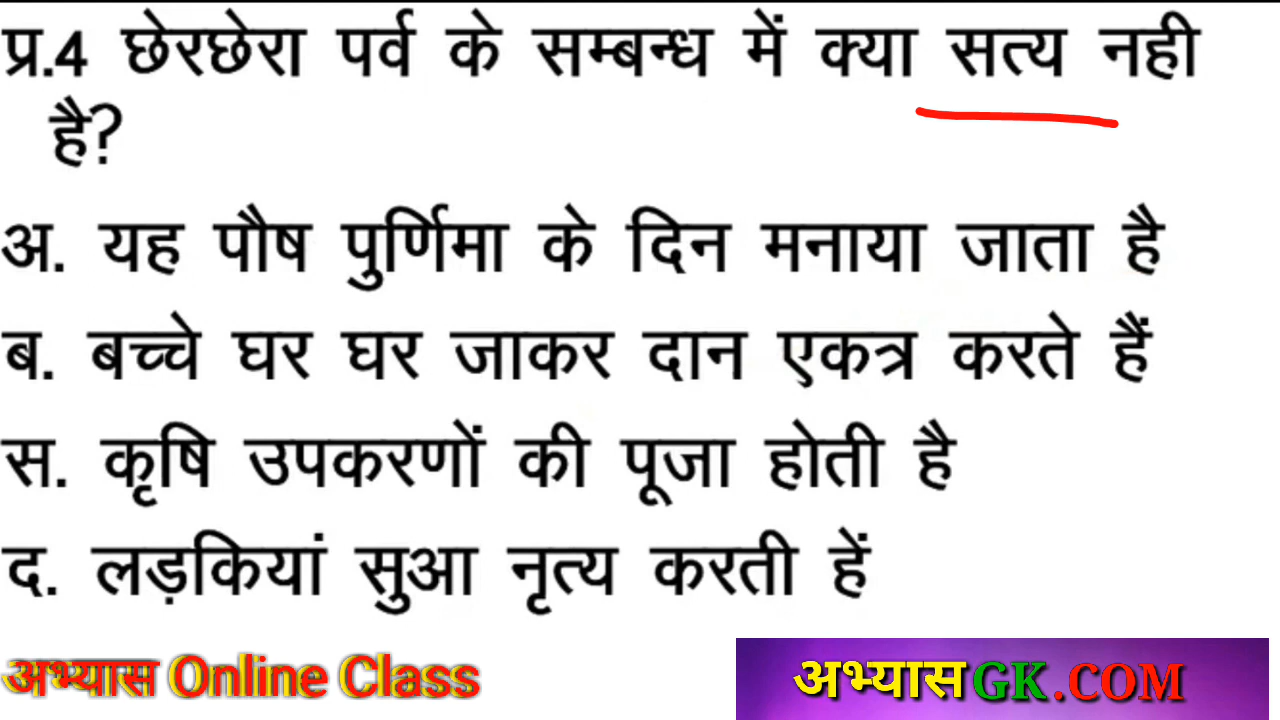 प्र.4 छेरछेरा पर्व के सम्बन्ध में क्या सत्य नही
है?
अ. यह पौष पुर्णिमा के दिन मनाया जाता है
ब. बच्चे घर घर जाकर दान एकत्र करते हैं
स. कृषि उपकरणों की पूजा होती है
द. लड़कियां सुआ नृत्य करती हें
अभ्यास Online Class
अभ्यास GK.COM